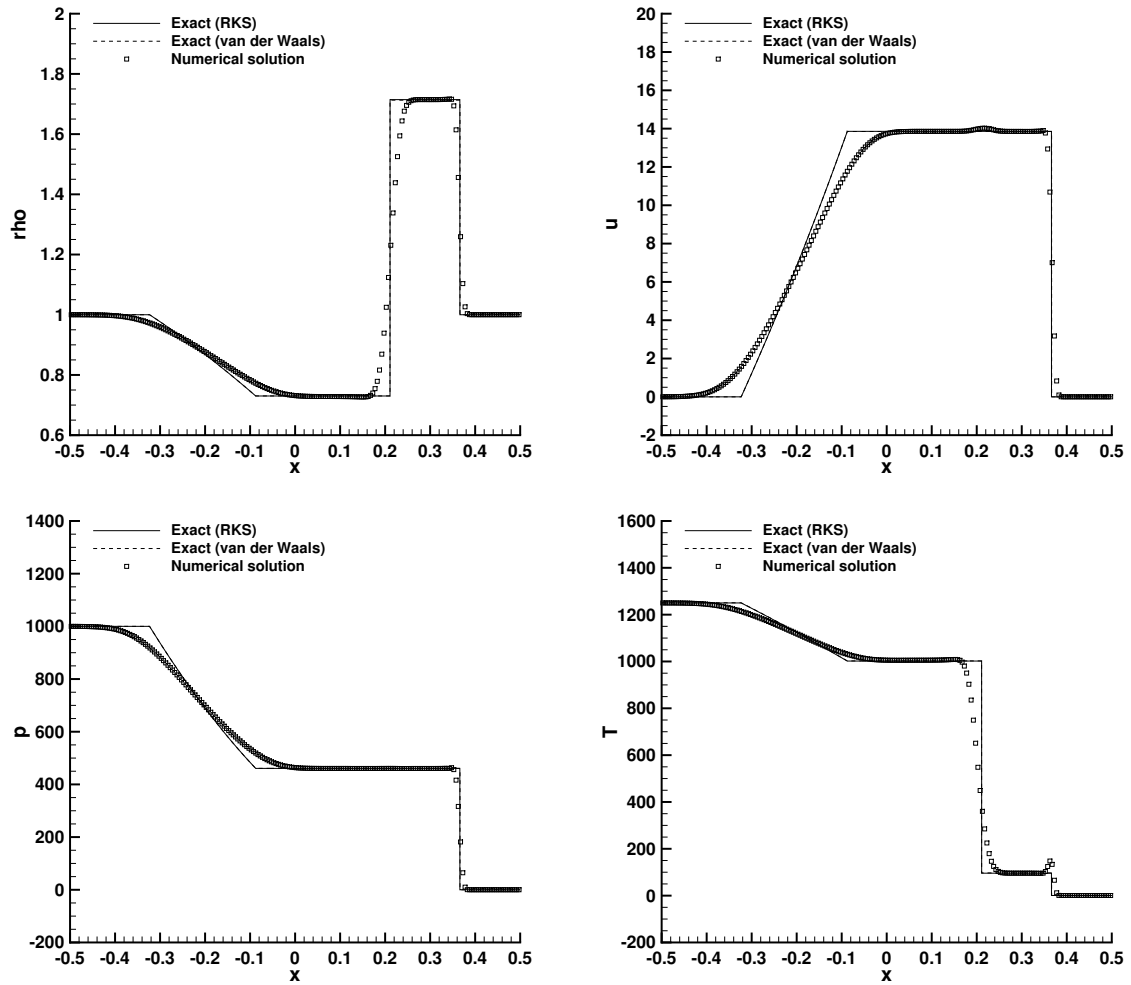 Exact (RKS)
Exact (van der Waals)
Numerical solution
rho
2
1.8
1.6
1.4
1.2
1
0.8
0.6
-0.5 -0.4 -0.3 -0.2 -0.1 0 0.1 0.2 0.3 0.4 0.5
x
Exact (RKS)
Exact (van der Waals)
Numerical solution
u
20
18
16
14
12
10
8
6
4
2
0
-2
-0.5 -0.4 -0.3 -0.2 -0.1 0 0.1 0.2 0.3 0.4 0.5
x
Exact (RKS)
Exact (van der Waals)
Numerical solution
p
1400
1200
1000
800
600
400
200
0
-200
-0.5 -0.4 -0.3 -0.2 -0.1 0 0.1 0.2 0.3 0.4 0.5
x
Exact (RKS)
Exact (van der Waals)
Numerical solution
T
1600
1400
1200
1000
800
600
400
200
0
-200
-0.5 -0.4 -0.3 -0.2 -0.1 0 0.1 0.2 0.3 0.4 0.5
x